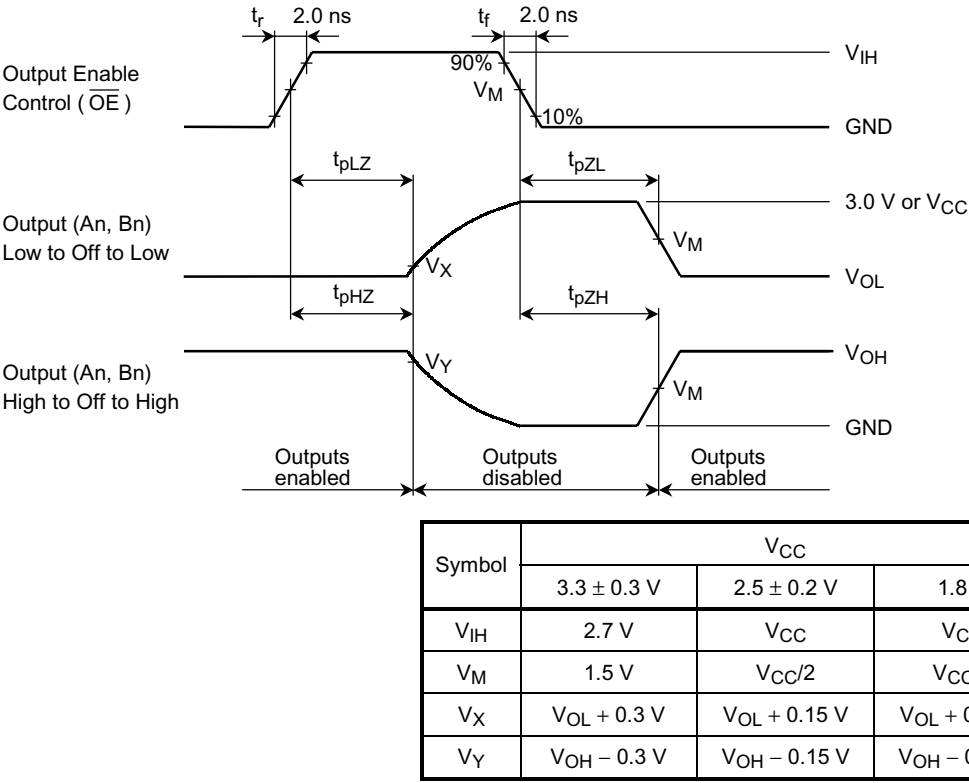 tr 2.0 ns tf 2.0 ns
Output Enable
Control ( OE )
90%
VM
10%
VIH
GND
tpLZ tpZL
3.0 V or VCC
Output (An, Bn)
Low to Off to Low
VX
VM
VOL
tpHZ tpZH
Output (An, Bn)
High to Off to High
VY
VM
VOH
GND
Outputs enabled
Outputs disabled
Outputs enabled
Symbol VCC
3.3 ± 0.3 V 2.5 ± 0.2 V 1.8
VIH 2.7 V VCC
VM 1.5 V VCC/2
VX VOL + 0.3 V VOL + 0.15 V VOL +
VY VOH − 0.3 V VOH − 0.15 V VOH −